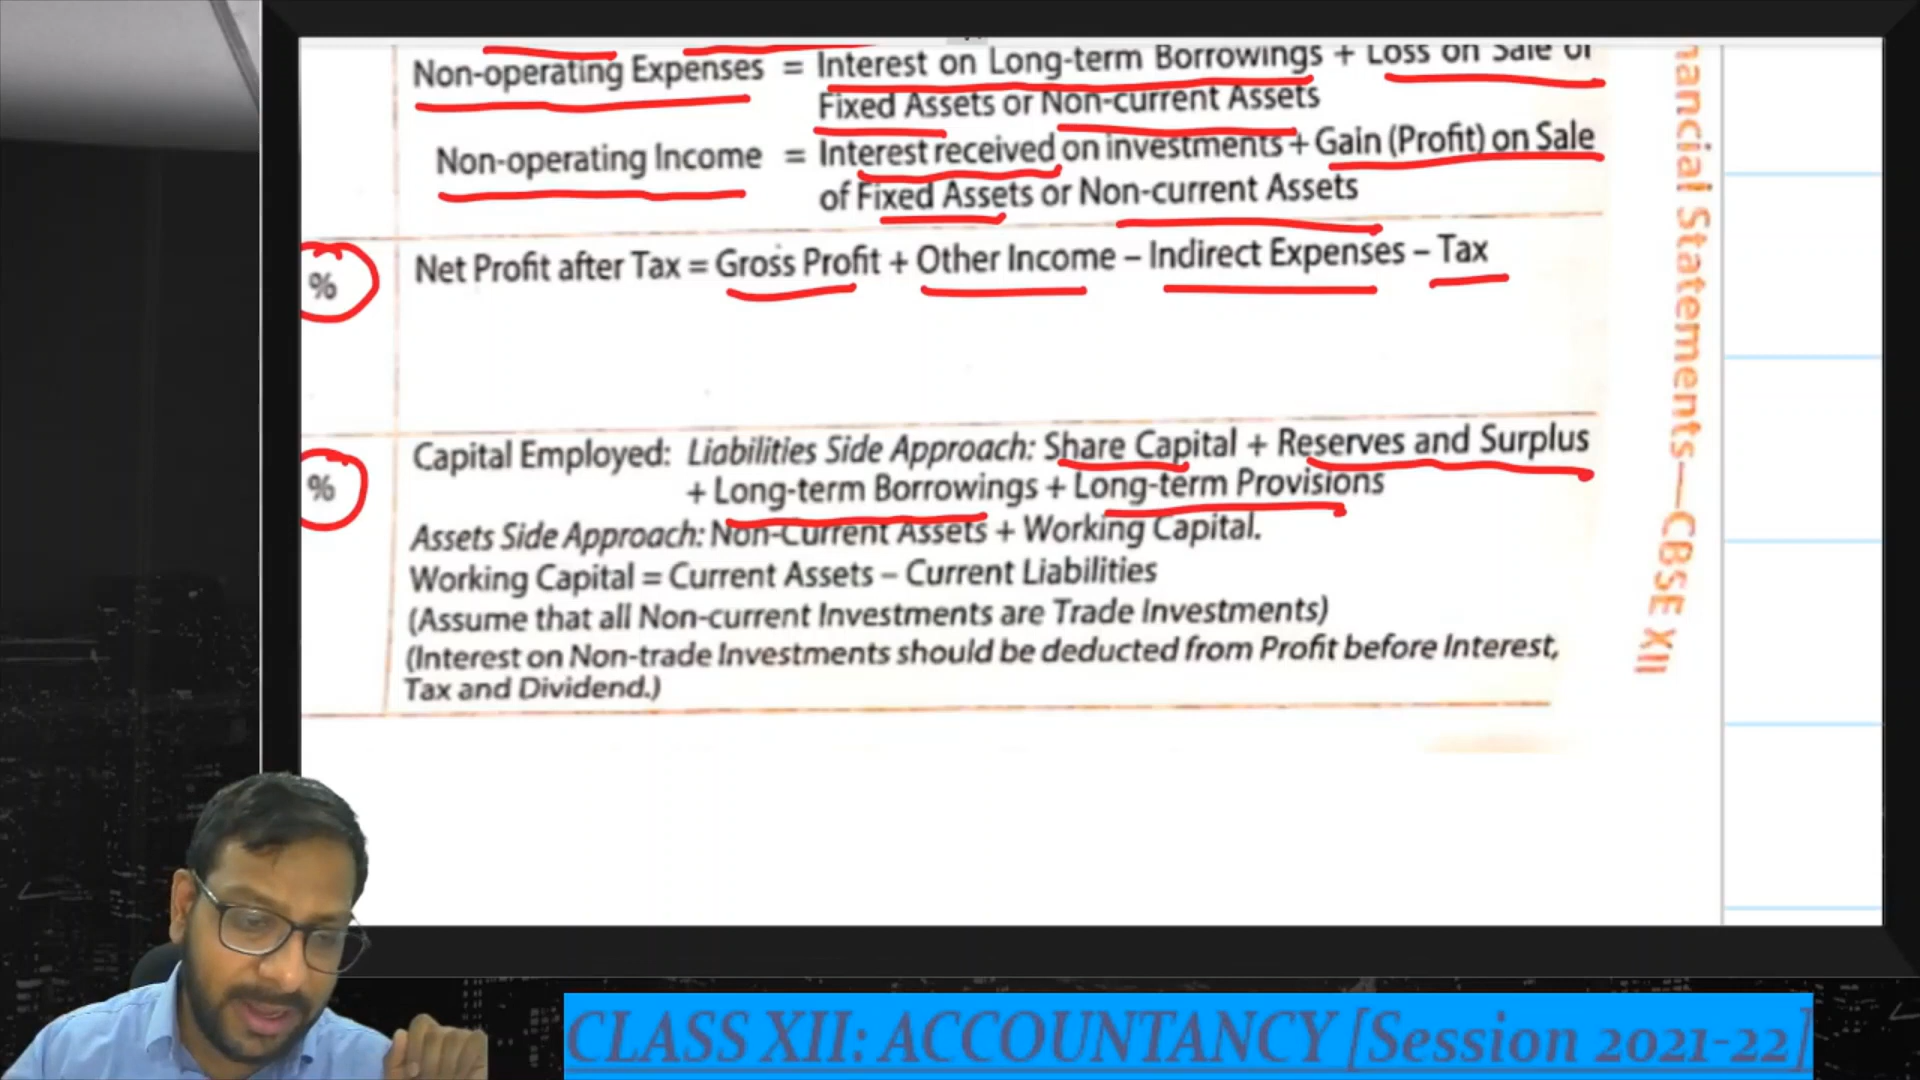 Non-operating Expenses = Interest on Long-term Borrowings + Loss on Sale of
Fixed Assets or Non-current Assets
Non-operating Income = Interest received on investments + Gain (Profit) on Sale
of Fixed Assets or Non-current Assets
% Net Profit after Tax = Gross Profit + Other Income – Indirect Expenses – Tax
% Capital Employed: Liabilities Side Approach: Share Capital + Reserves and Surplus
+ Long-term Borrowings + Long-term Provisions
Assets Side Approach: Non-Current Assets + Working Capital.
Working Capital = Current Assets – Current Liabilities
(Assume that all Non-current Investments are Trade Investments)
(Interest on Non-trade Investments should be deducted from Profit before Interest,
Tax and Dividend.)
nancial Statements—CBSE XII
CLASS XII: ACCOUNTANCY [Session 2021-22]